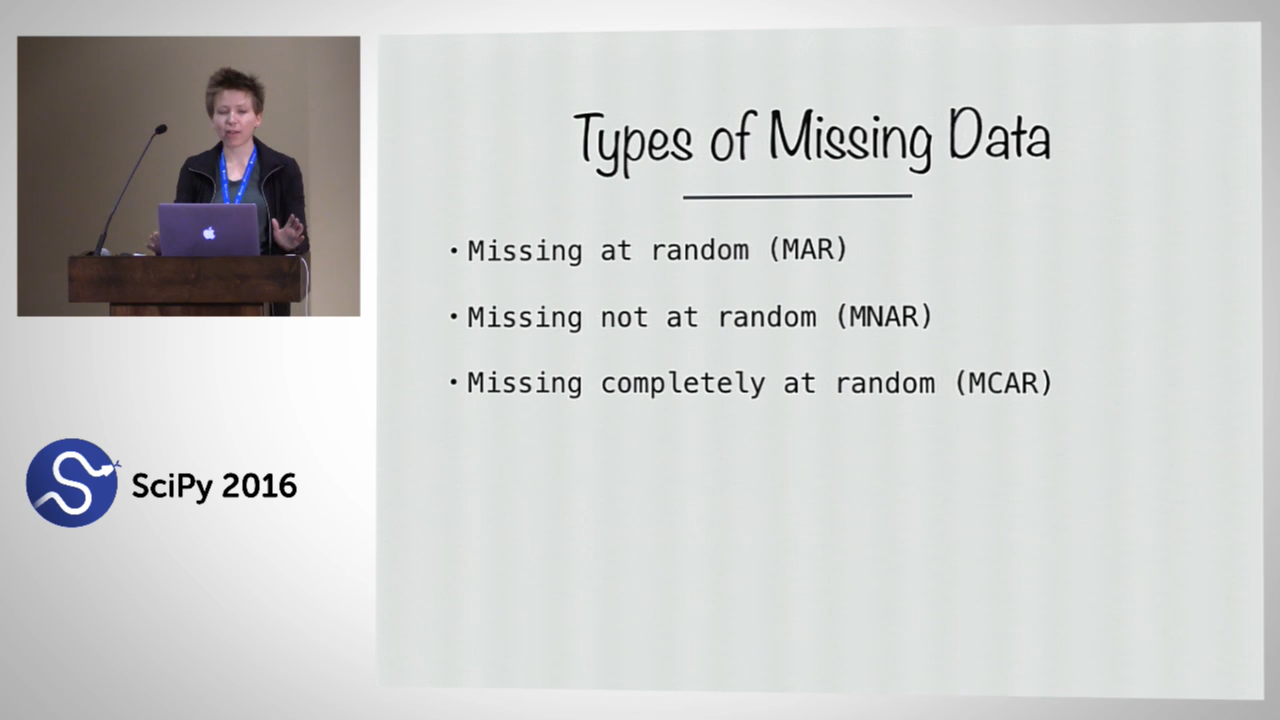 Types of Missing Data
• Missing at random (MAR)
• Missing not at random (MNAR)
• Missing completely at random (MCAR)
SciPy 2016